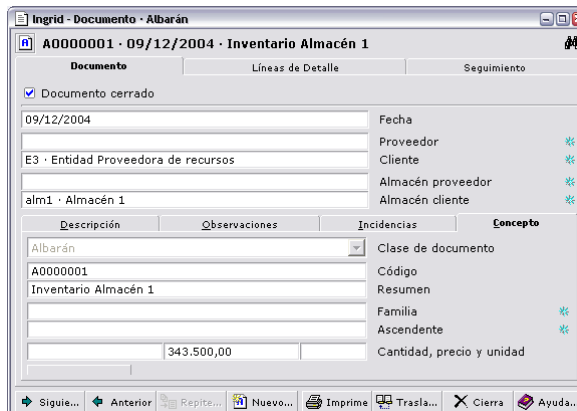 Ingrid - Documento · Albarán
A0000001 · 09/12/2004 · Inventario Almacén 1
Documento Líneas de Detalle Seguimiento
Documento cerrado
09/12/2004 Fecha
Proveedor
E3 · Entidad Proveedora de recursos Cliente
Almacén proveedor
alm1 · Almacén 1 Almacén cliente
Descripción Observaciones Incidencias Concepto
Albarán Clase de documento
A0000001 Código
Inventario Almacén 1 Resumen
Familia
Ascendente
343.500,00 Cantidad, precio y unidad
Siguie... Anterior Repite... Nuevo... Imprime Trasla... Cierra Ayuda...